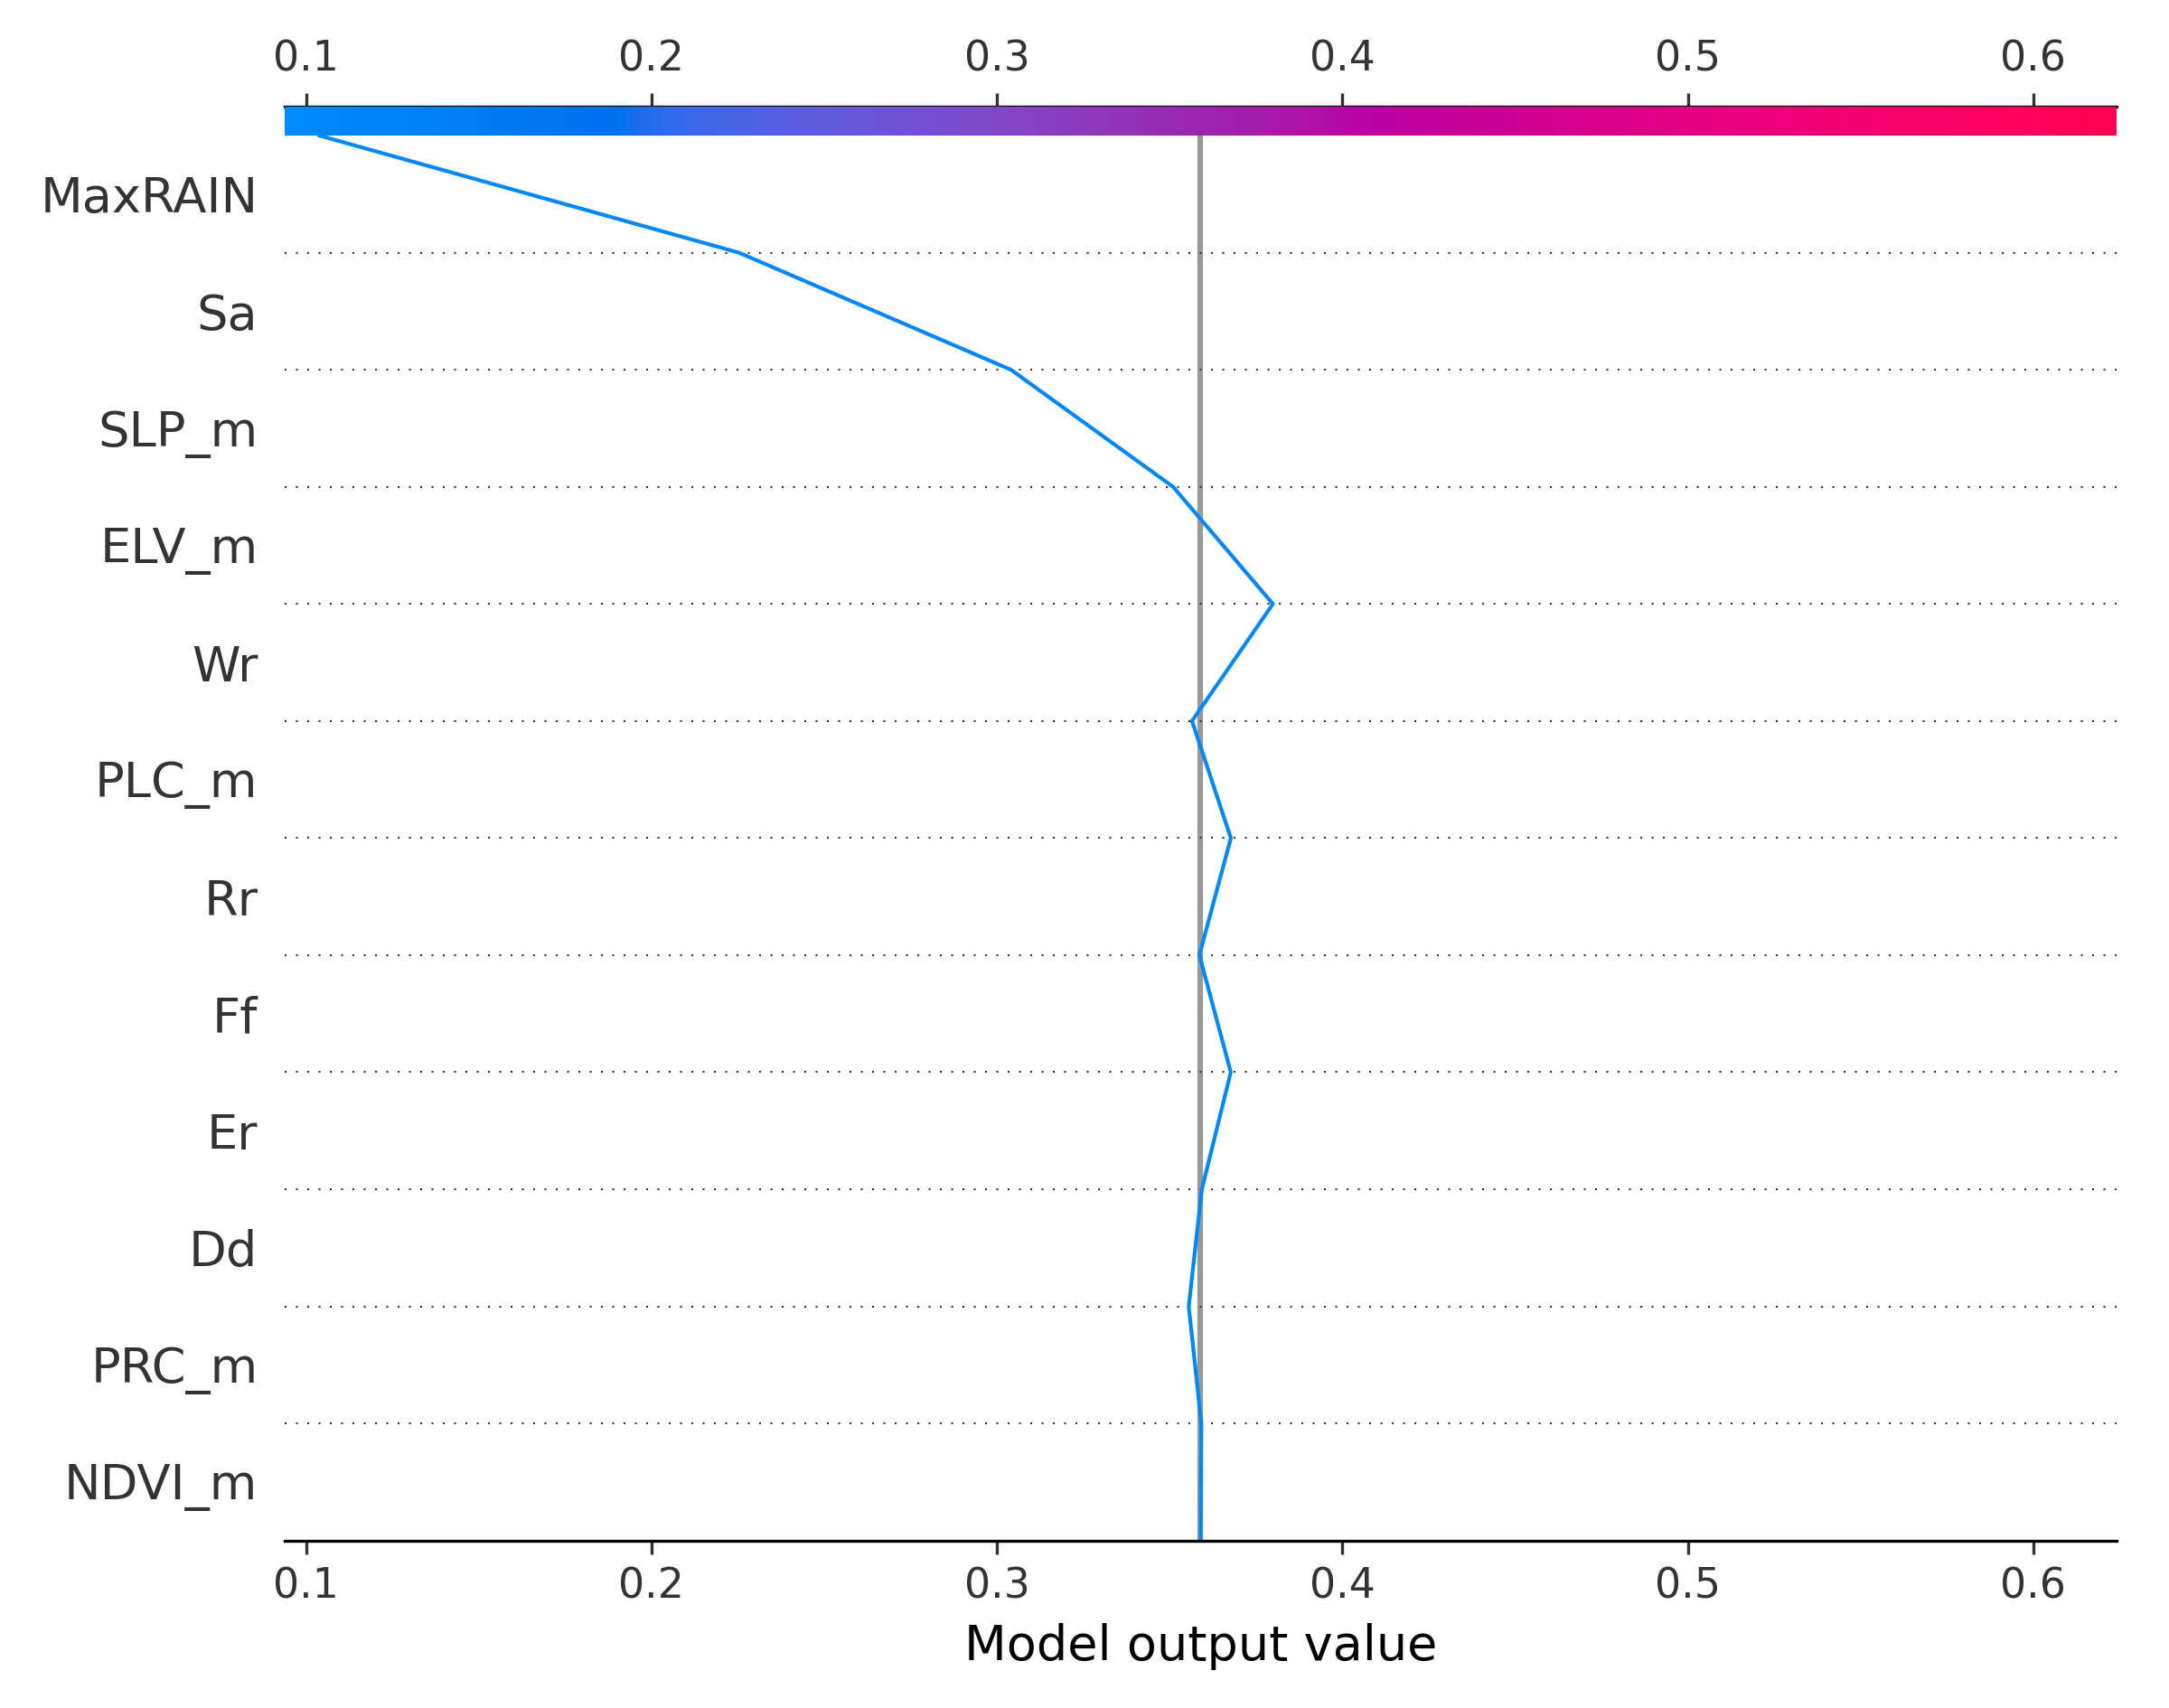 0.1 0.2 0.3 0.4 0.5 0.6
MaxRAIN
Sa
SLP_m
ELV_m
Wr
PLC_m
Rr
Ff
Er
Dd
PRC_m
NDVI_m
0.1 0.2 0.3 0.4 0.5 0.6
Model output value